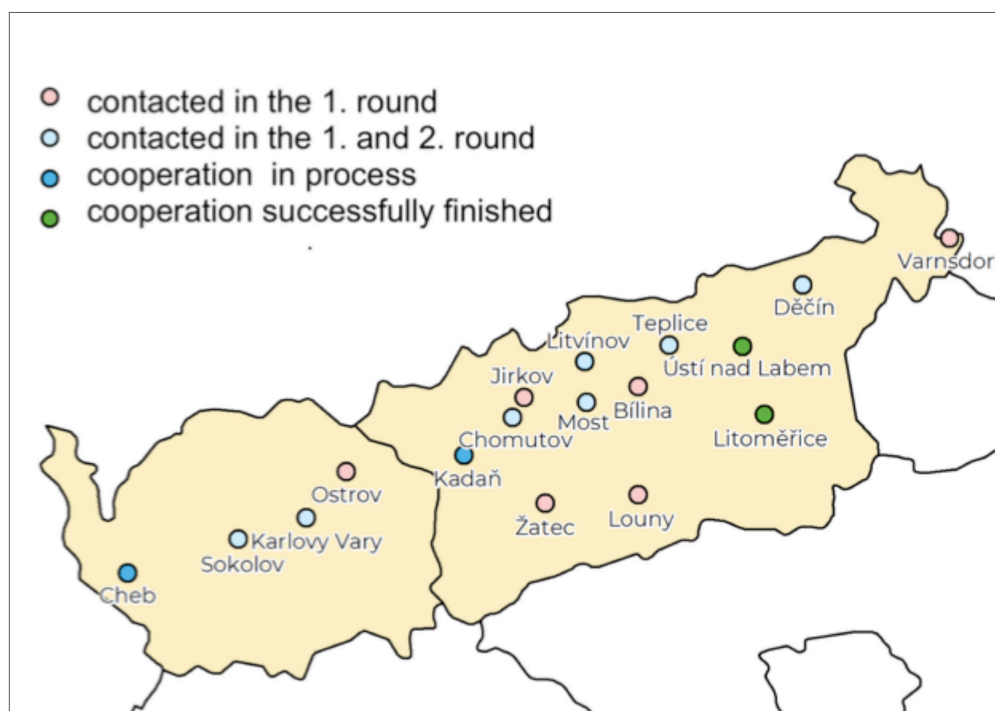 contacted in the 1. round
contacted in the 1. and 2. round
cooperation in process
cooperation successfully finished
Varnsdor
Děčín
Teplice
Litvínov
Ústí nad Labem
Jirkov
Bílina
Most
Chomutov
Litoměřice
Kadaň
Ostrov
Louny
Žatec
Karlovy Vary
Sokolov
Cheb